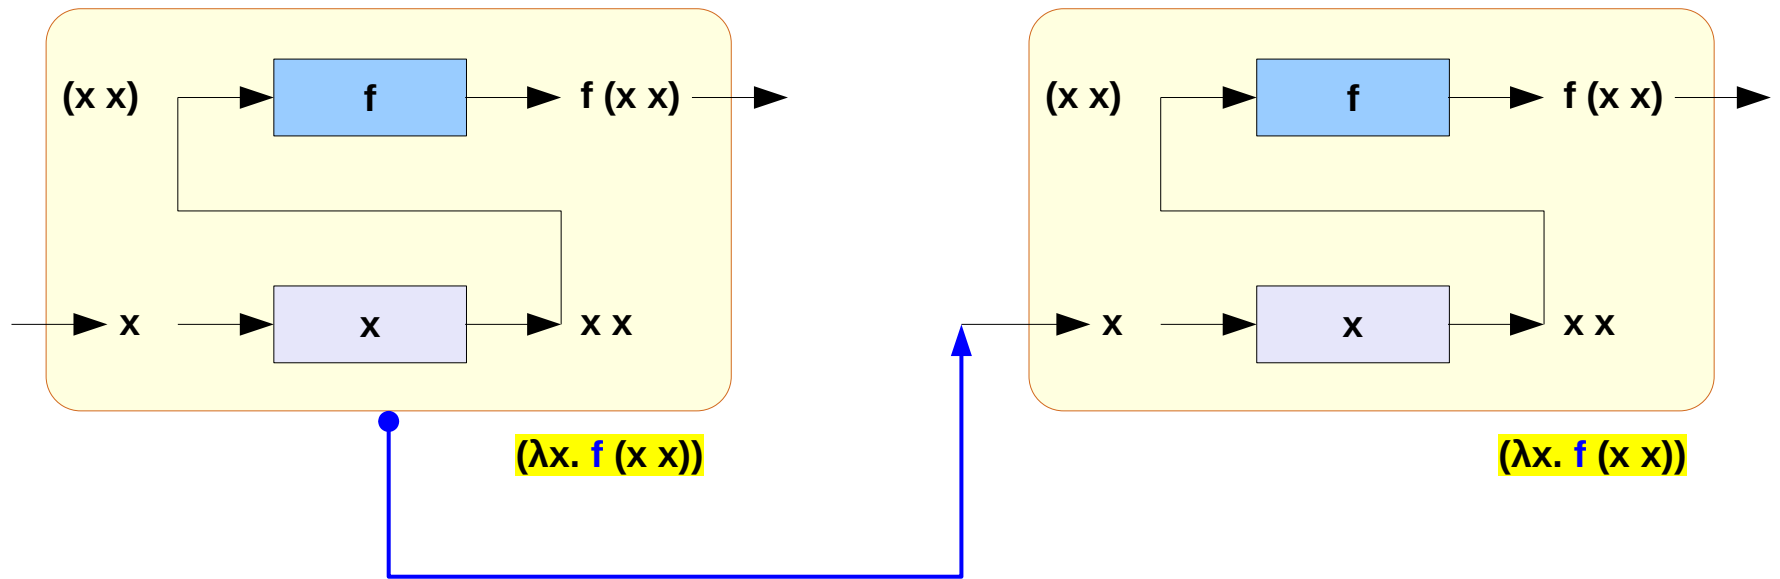 (x x) f f (x x) (x x) f f (x x)
x x x x x x x x
(λx. f (x x)) (λx. f (x x))